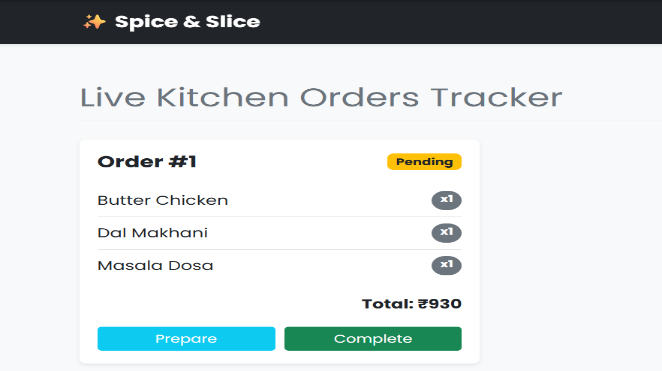 Spice & Slice
Live Kitchen Orders Tracker
Order #1 Pending
Butter Chicken x1
Dal Makhani x1
Masala Dosa x1
Total: ₹930
Prepare Complete